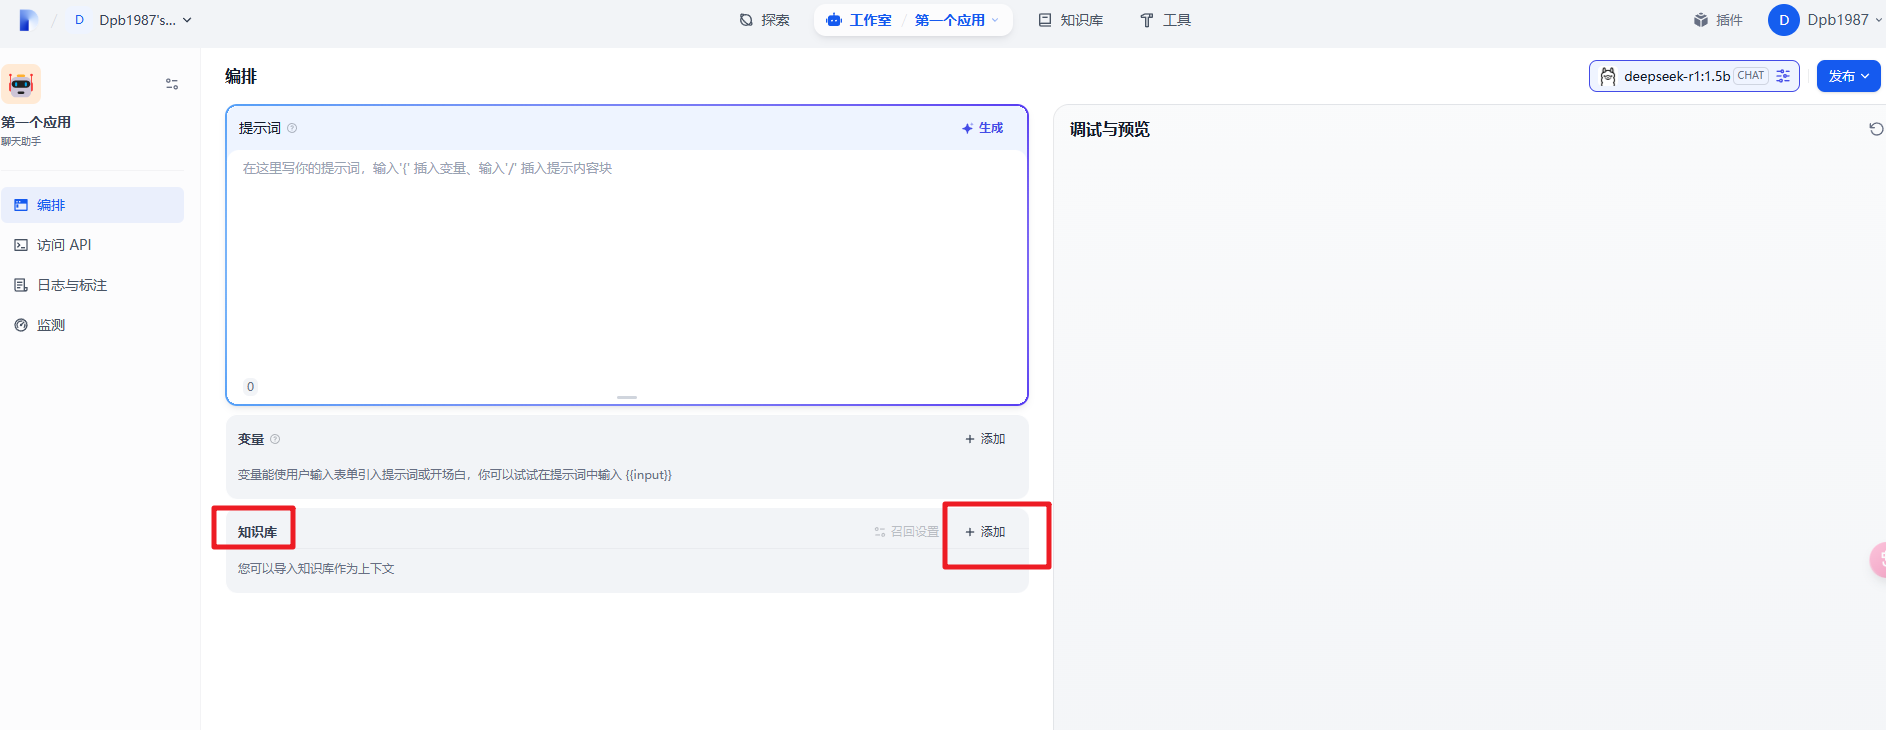 D Dpb1987's...
探索
工作室 / 第一个应用
知识库
工具
插件
D Dpb1987
第一个应用
聊天助手
编排
访问 API
日志与标注
监测
编排
deepseek-r1:1.5b CHAT
发布
提示词
生成
在这里写你的提示词，输入'{' 插入变量、输入'/' 插入提示内容块
0
变量
+ 添加
变量能使用户输入表单引入提示词或开场白，你可以试试在提示词中输入 {{input}}
知识库
召回设置
+ 添加
您可以导入知识库作为上下文
调试与预览